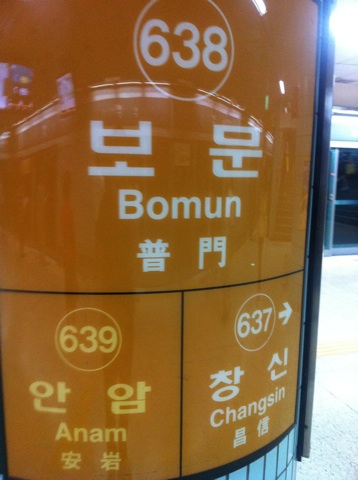 638
보문
Bomun
普門
639
안암
Anam
安岩
637 →
창신
Changsin
昌信